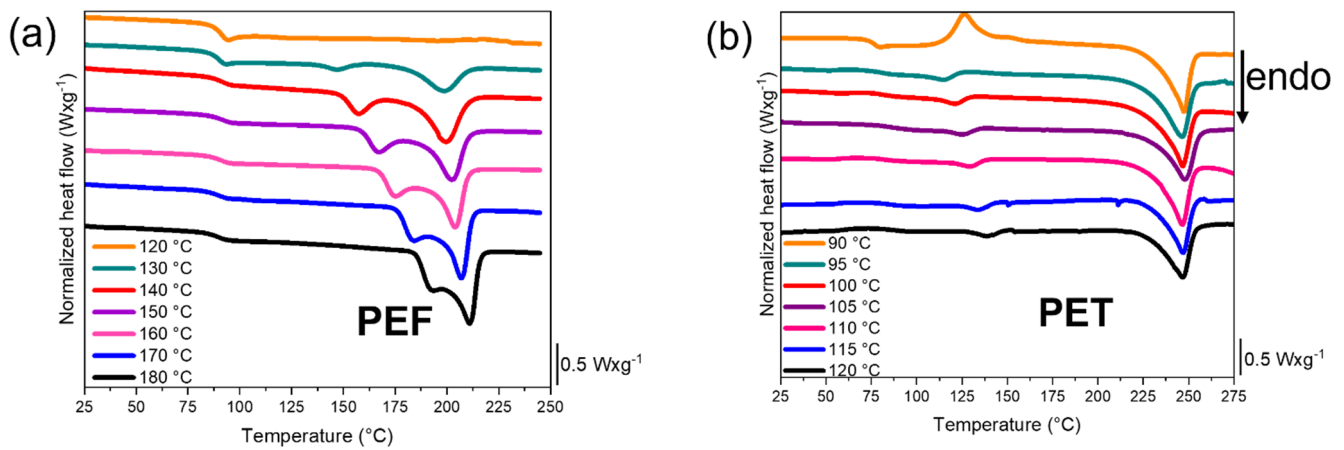 (a)
Normalized heat flow (Wxg-1)
120 °C
130 °C
140 °C
150 °C
160 °C
170 °C
180 °C
PEF
0.5 Wxg-1
25 50 75 100 125 150 175 200 225 250
Temperature (°C)
(b)
Normalized heat flow (Wxg-1)
endo
90 °C
95 °C
100 °C
105 °C
110 °C
115 °C
120 °C
PET
0.5 Wxg-1
25 50 75 100 125 150 175 200 225 250 275
Temperature (°C)